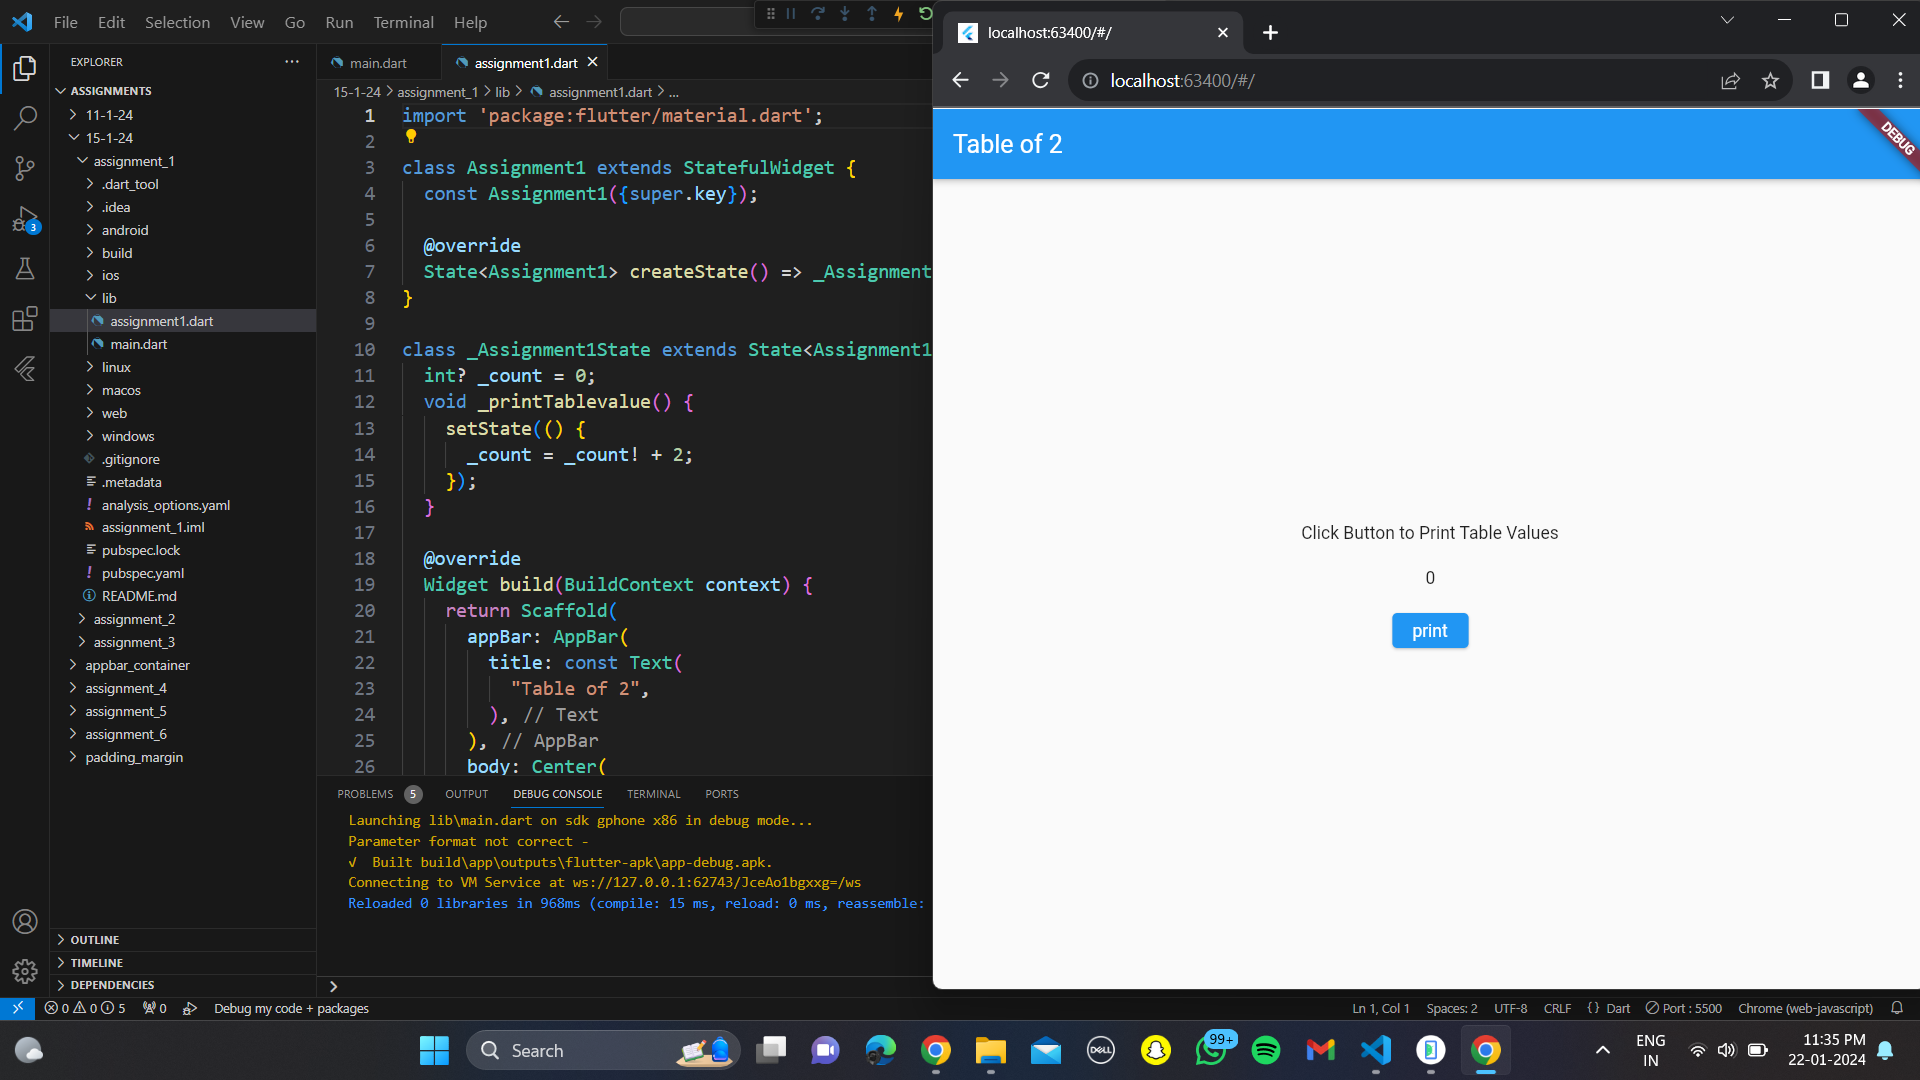 File Edit Selection View Go Run Terminal Help
EXPLORER
ASSIGNMENTS
11-1-24
15-1-24
assignment_1
.dart_tool
.idea
android
build
ios
lib
assignment1.dart
main.dart
linux
macos
web
windows
.gitignore
.metadata
analysis_options.yaml
assignment_1.iml
pubspec.lock
pubspec.yaml
README.md
assignment_2
assignment_3
appbar_container
assignment_4
assignment_5
assignment_6
padding_margin
OUTLINE
TIMELINE
DEPENDENCIES
3
main.dart assignment1.dart
15-1-24 > assignment_1 > lib > assignment1.dart > ...
1 import 'package:flutter/material.dart';
2
3 class Assignment1 extends StatefulWidget {
4 const Assignment1({super.key});
5
6 @override
7 State<Assignment1> createState() => _Assignment
8 }
9
10 class _Assignment1State extends State<Assignment1
11 int? _count = 0;
12 void _printTablevalue() {
13 setState(() {
14 _count = _count! + 2;
15 });
16 }
17
18 @override
19 Widget build(BuildContext context) {
20 return Scaffold(
21 appBar: AppBar(
22 title: const Text(
23 "Table of 2",
24 ), // Text
25 ), // AppBar
26 body: Center(
PROBLEMS 5 OUTPUT DEBUG CONSOLE TERMINAL PORTS
Launching lib\main.dart on sdk gphone x86 in debug mode...
Parameter format not correct -
√ Built build\app\outputs\flutter-apk\app-debug.apk.
Connecting to VM Service at ws://127.0.0.1:62743/JceAo1bgxxg=/ws
Reloaded 0 libraries in 968ms (compile: 15 ms, reload: 0 ms, reassemble:
localhost:63400/#/
localhost:63400/#/
Table of 2
DEBUG
Click Button to Print Table Values
0
print
0 0 5 0 Debug my code + packages Ln 1, Col 1 Spaces: 2 UTF-8 CRLF {} Dart Port : 5500 Chrome (web-javascript)
Search
DELL
99+
ENG
IN
11:35 PM
22-01-2024